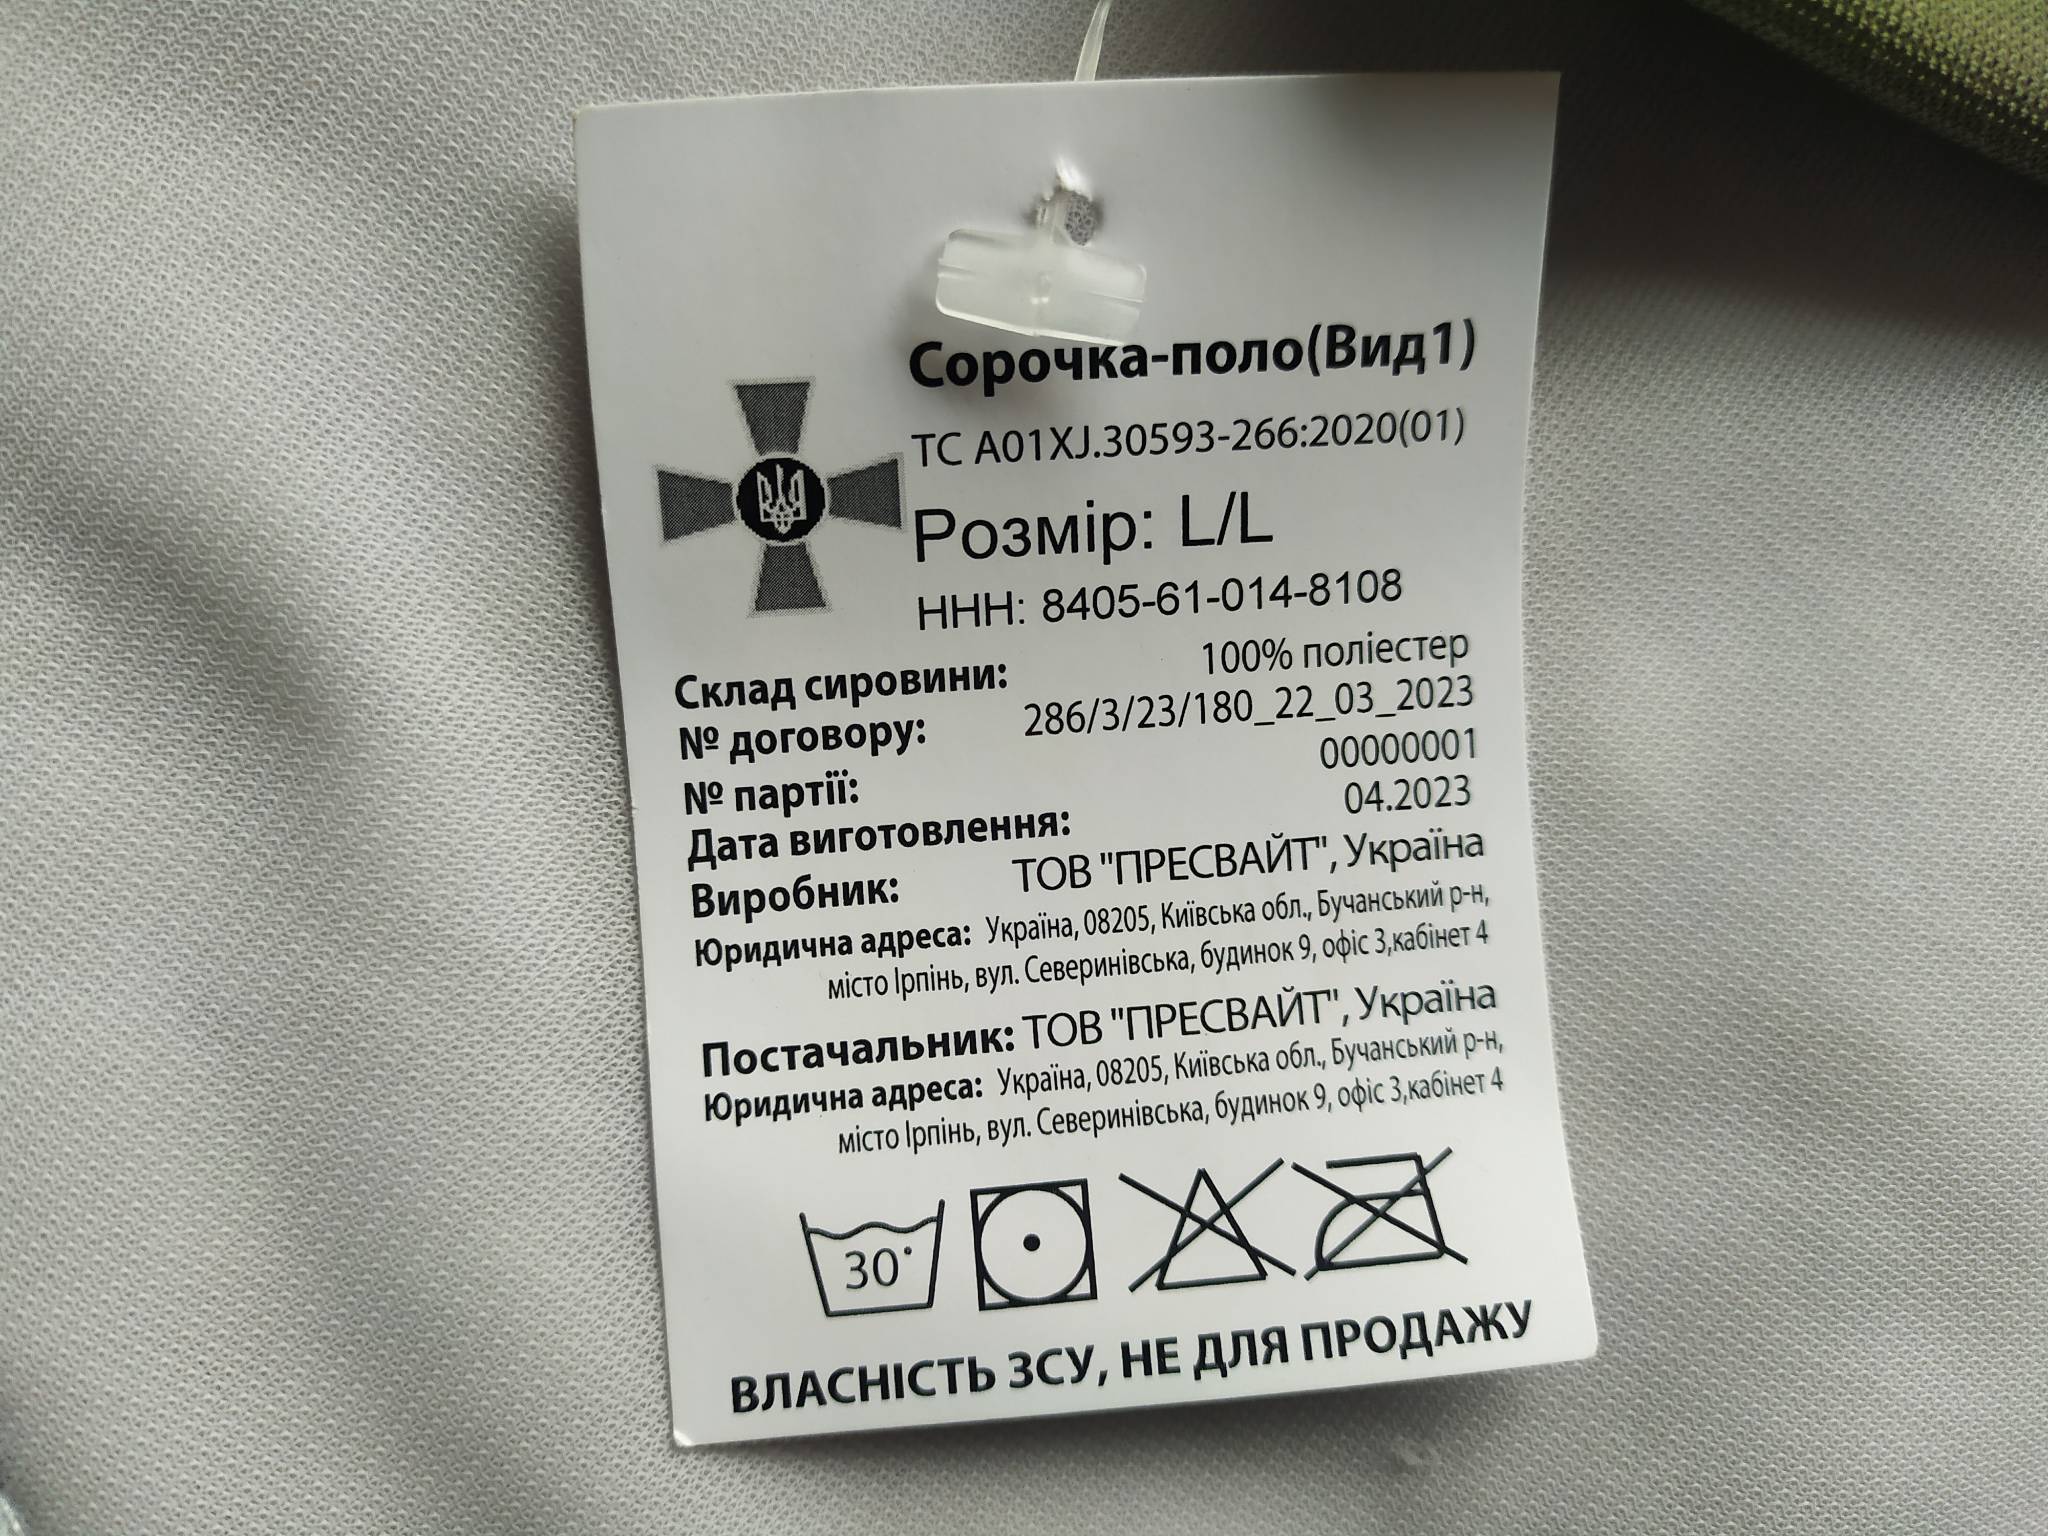 Сорочка-поло(Вид1)
ТС А01XJ.30593-266:2020(01)
Розмір: L/L
ННН: 8405-61-014-8108
Склад сировини: 100% поліестер
№ договору: 286/3/23/180_22_03_2023
№ партії: 00000001
Дата виготовлення: 04.2023
Виробник: ТОВ "ПРЕСВАЙТ", Україна
Юридична адреса: Україна, 08205, Київська обл., Бучанський р-н,
місто Ірпінь, вул. Северинівська, будинок 9, офіс 3,кабінет 4
Постачальник: ТОВ "ПРЕСВАЙТ", Україна
Юридична адреса: Україна, 08205, Київська обл., Бучанський р-н,
місто Ірпінь, вул. Северинівська, будинок 9, офіс 3,кабінет 4
30°
ВЛАСНІСТЬ ЗСУ, НЕ ДЛЯ ПРОДАЖУ